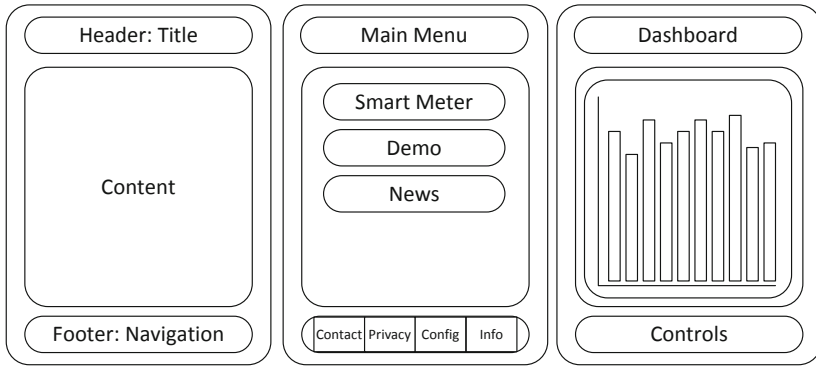 Header: Title
Content
Footer: Navigation
Main Menu
Smart Meter
Demo
News
Contact Privacy Config Info
Dashboard
Controls